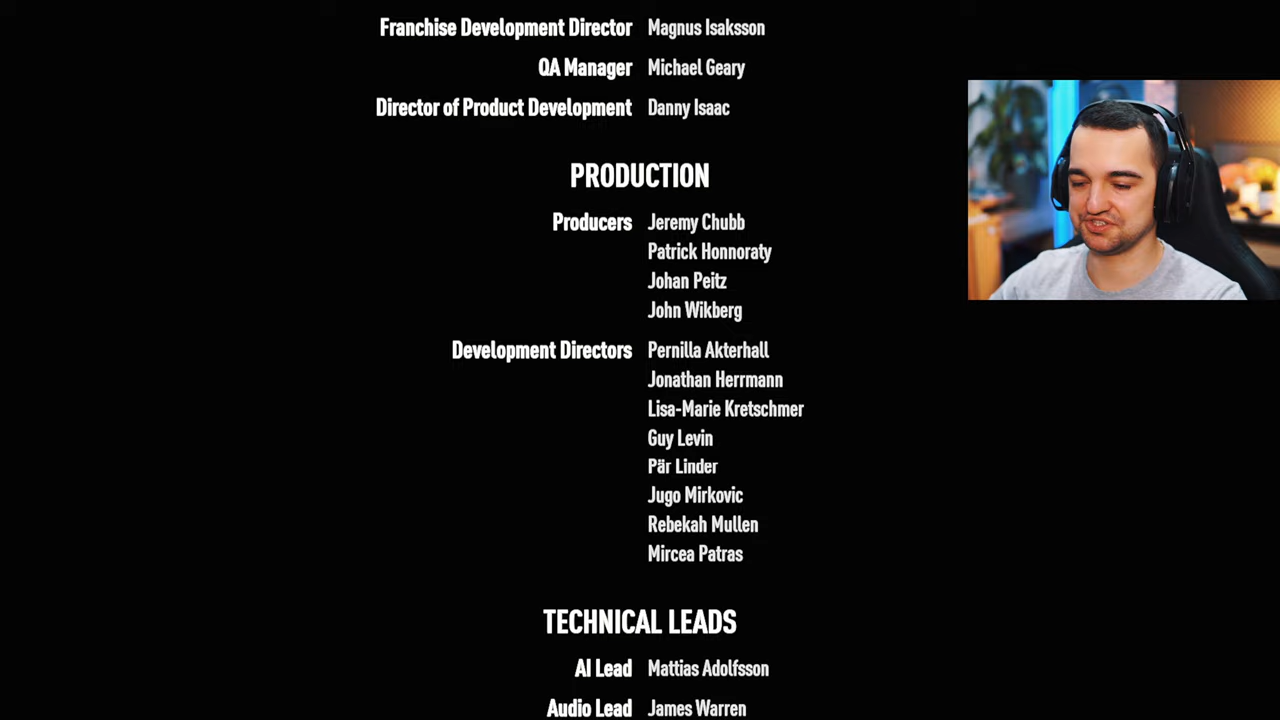 Franchise Development Director Magnus Isaksson
QA Manager Michael Geary
Director of Product Development Danny Isaac
PRODUCTION
Producers Jeremy Chubb
Patrick Honnoraty
Johan Peitz
John Wikberg
Development Directors Pernilla Akterhall
Jonathan Herrmann
Lisa-Marie Kretschmer
Guy Levin
Pär Linder
Jugo Mirkovic
Rebekah Mullen
Mircea Patras
TECHNICAL LEADS
AI Lead Mattias Adolfsson
Audio Lead James Warren